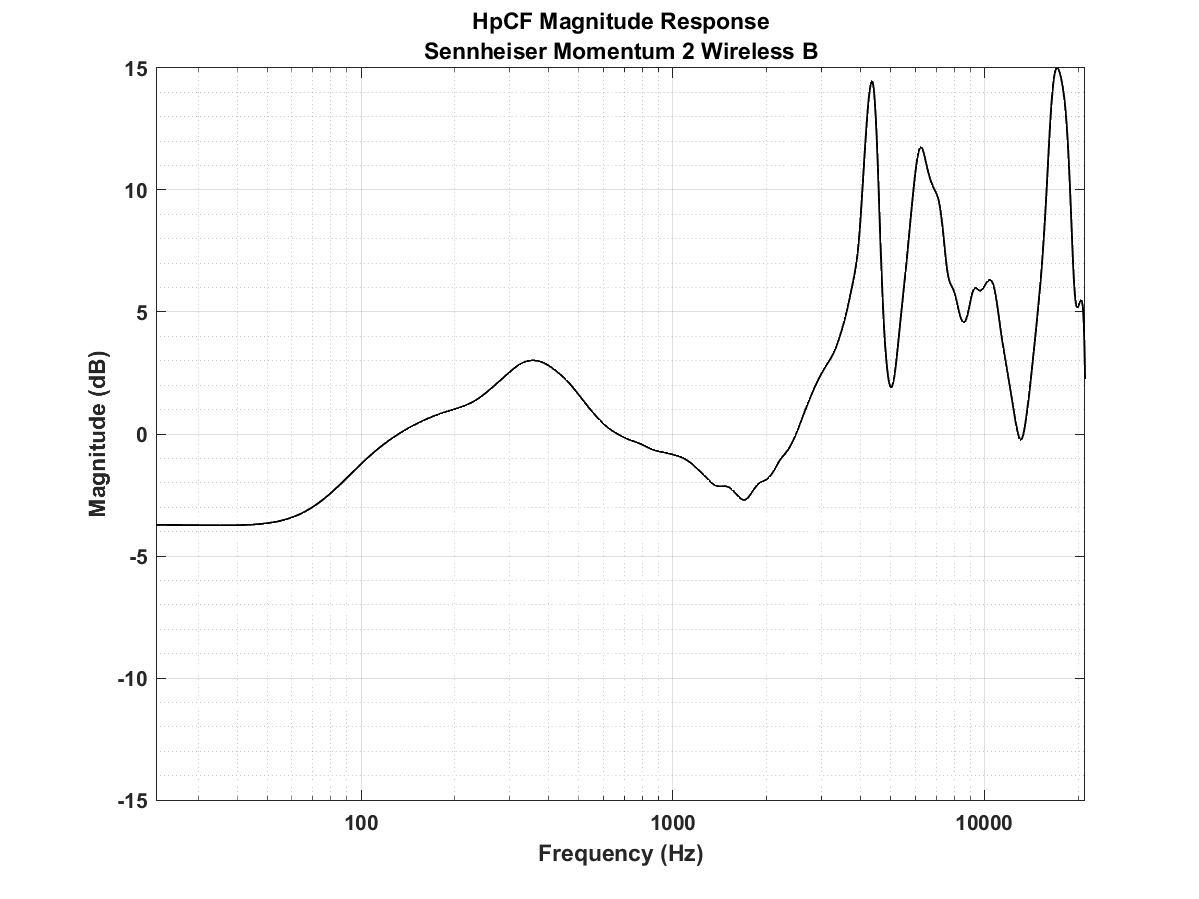 HpCF Magnitude Response
Sennheiser Momentum 2 Wireless B
15
10
5
0
-5
-10
-15
Magnitude (dB)
100 1000 10000
Frequency (Hz)